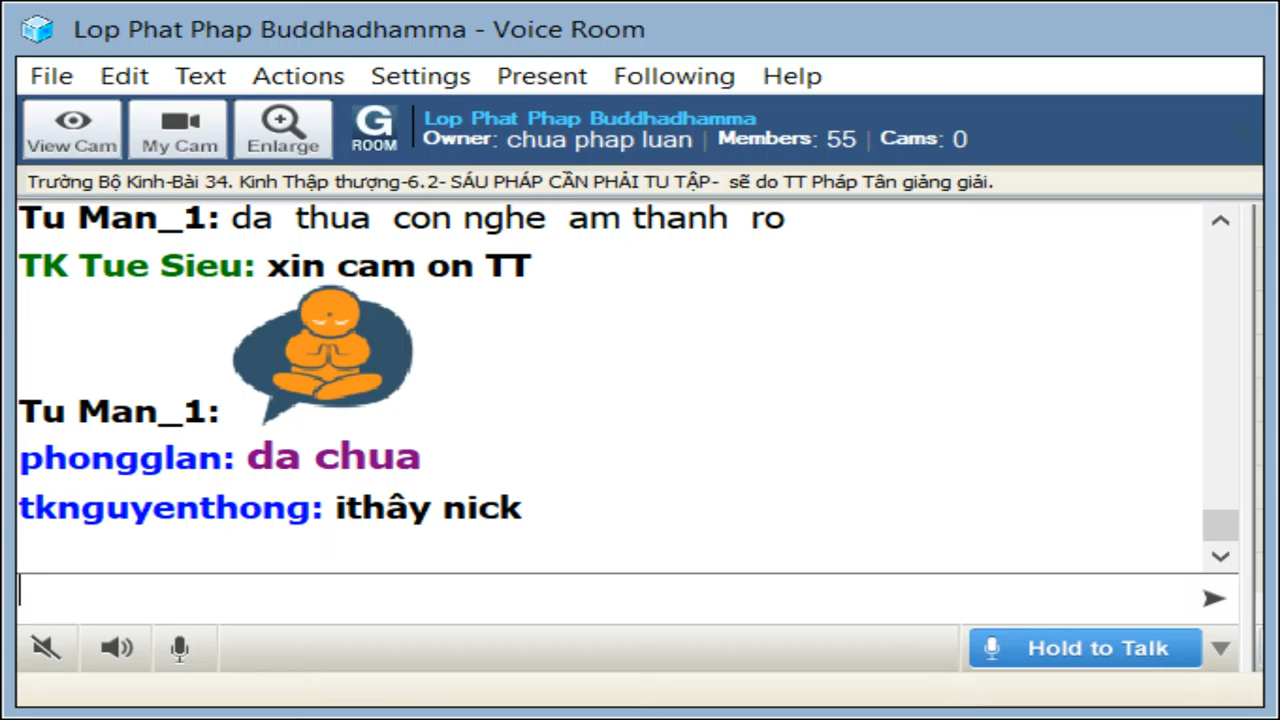 Lop Phat Phap Buddhadhamma - Voice Room
File Edit Text Actions Settings Present Following Help
View Cam My Cam Enlarge G ROOM
Lop Phat Phap Buddhadhamma
Owner: chua phap luan | Members: 55 | Cams: 0
Trường Bộ Kinh-Bài 34. Kinh Thập thượng-6.2- SÁU PHÁP CẦN PHẢI TU TẬP- sẽ do TT Pháp Tân giảng giải.
Tu Man_1: da thua con nghe am thanh ro
TK Tue Sieu: xin cam on TT
Tu Man_1:
phongglan: da chua
tknguyenthong: ithây nick
Hold to Talk